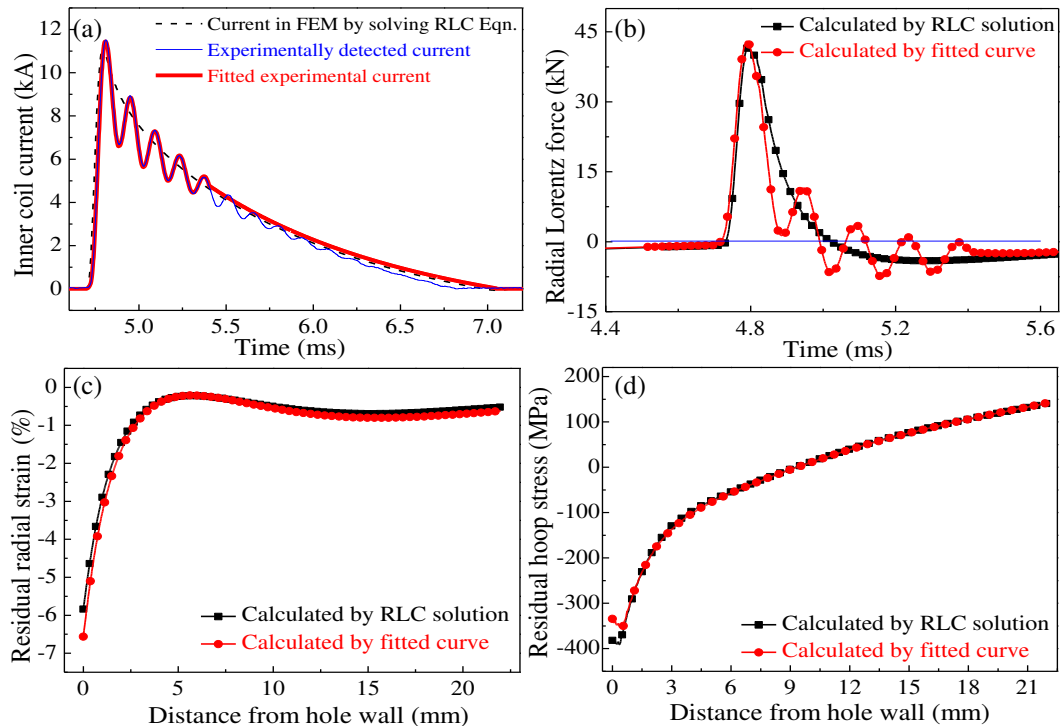 (a)
Current in FEM by solving RLC Eqn.
Experimentally detected current
Fitted experimental current
Inner coil current (kA)
12
10
8
6
4
2
0
5.0
5.5
6.0
6.5
7.0
Time (ms)
(b)
Calculated by RLC solution
Calculated by fitted curve
Radial Lorentz force (kN)
45
30
15
0
-15
4.4
4.8
5.2
5.6
Time (ms)
(c)
Residual radial strain (%)
0
-1
-2
-3
-4
-5
-6
-7
Calculated by RLC solution
Calculated by fitted curve
0
5
10
15
20
Distance from hole wall (mm)
(d)
Residual hoop stress (MPa)
200
100
0
-100
-200
-300
-400
Calculated by RLC solution
Calculated by fitted curve
0
3
6
9
12
15
18
21
Distance from hole wall (mm)